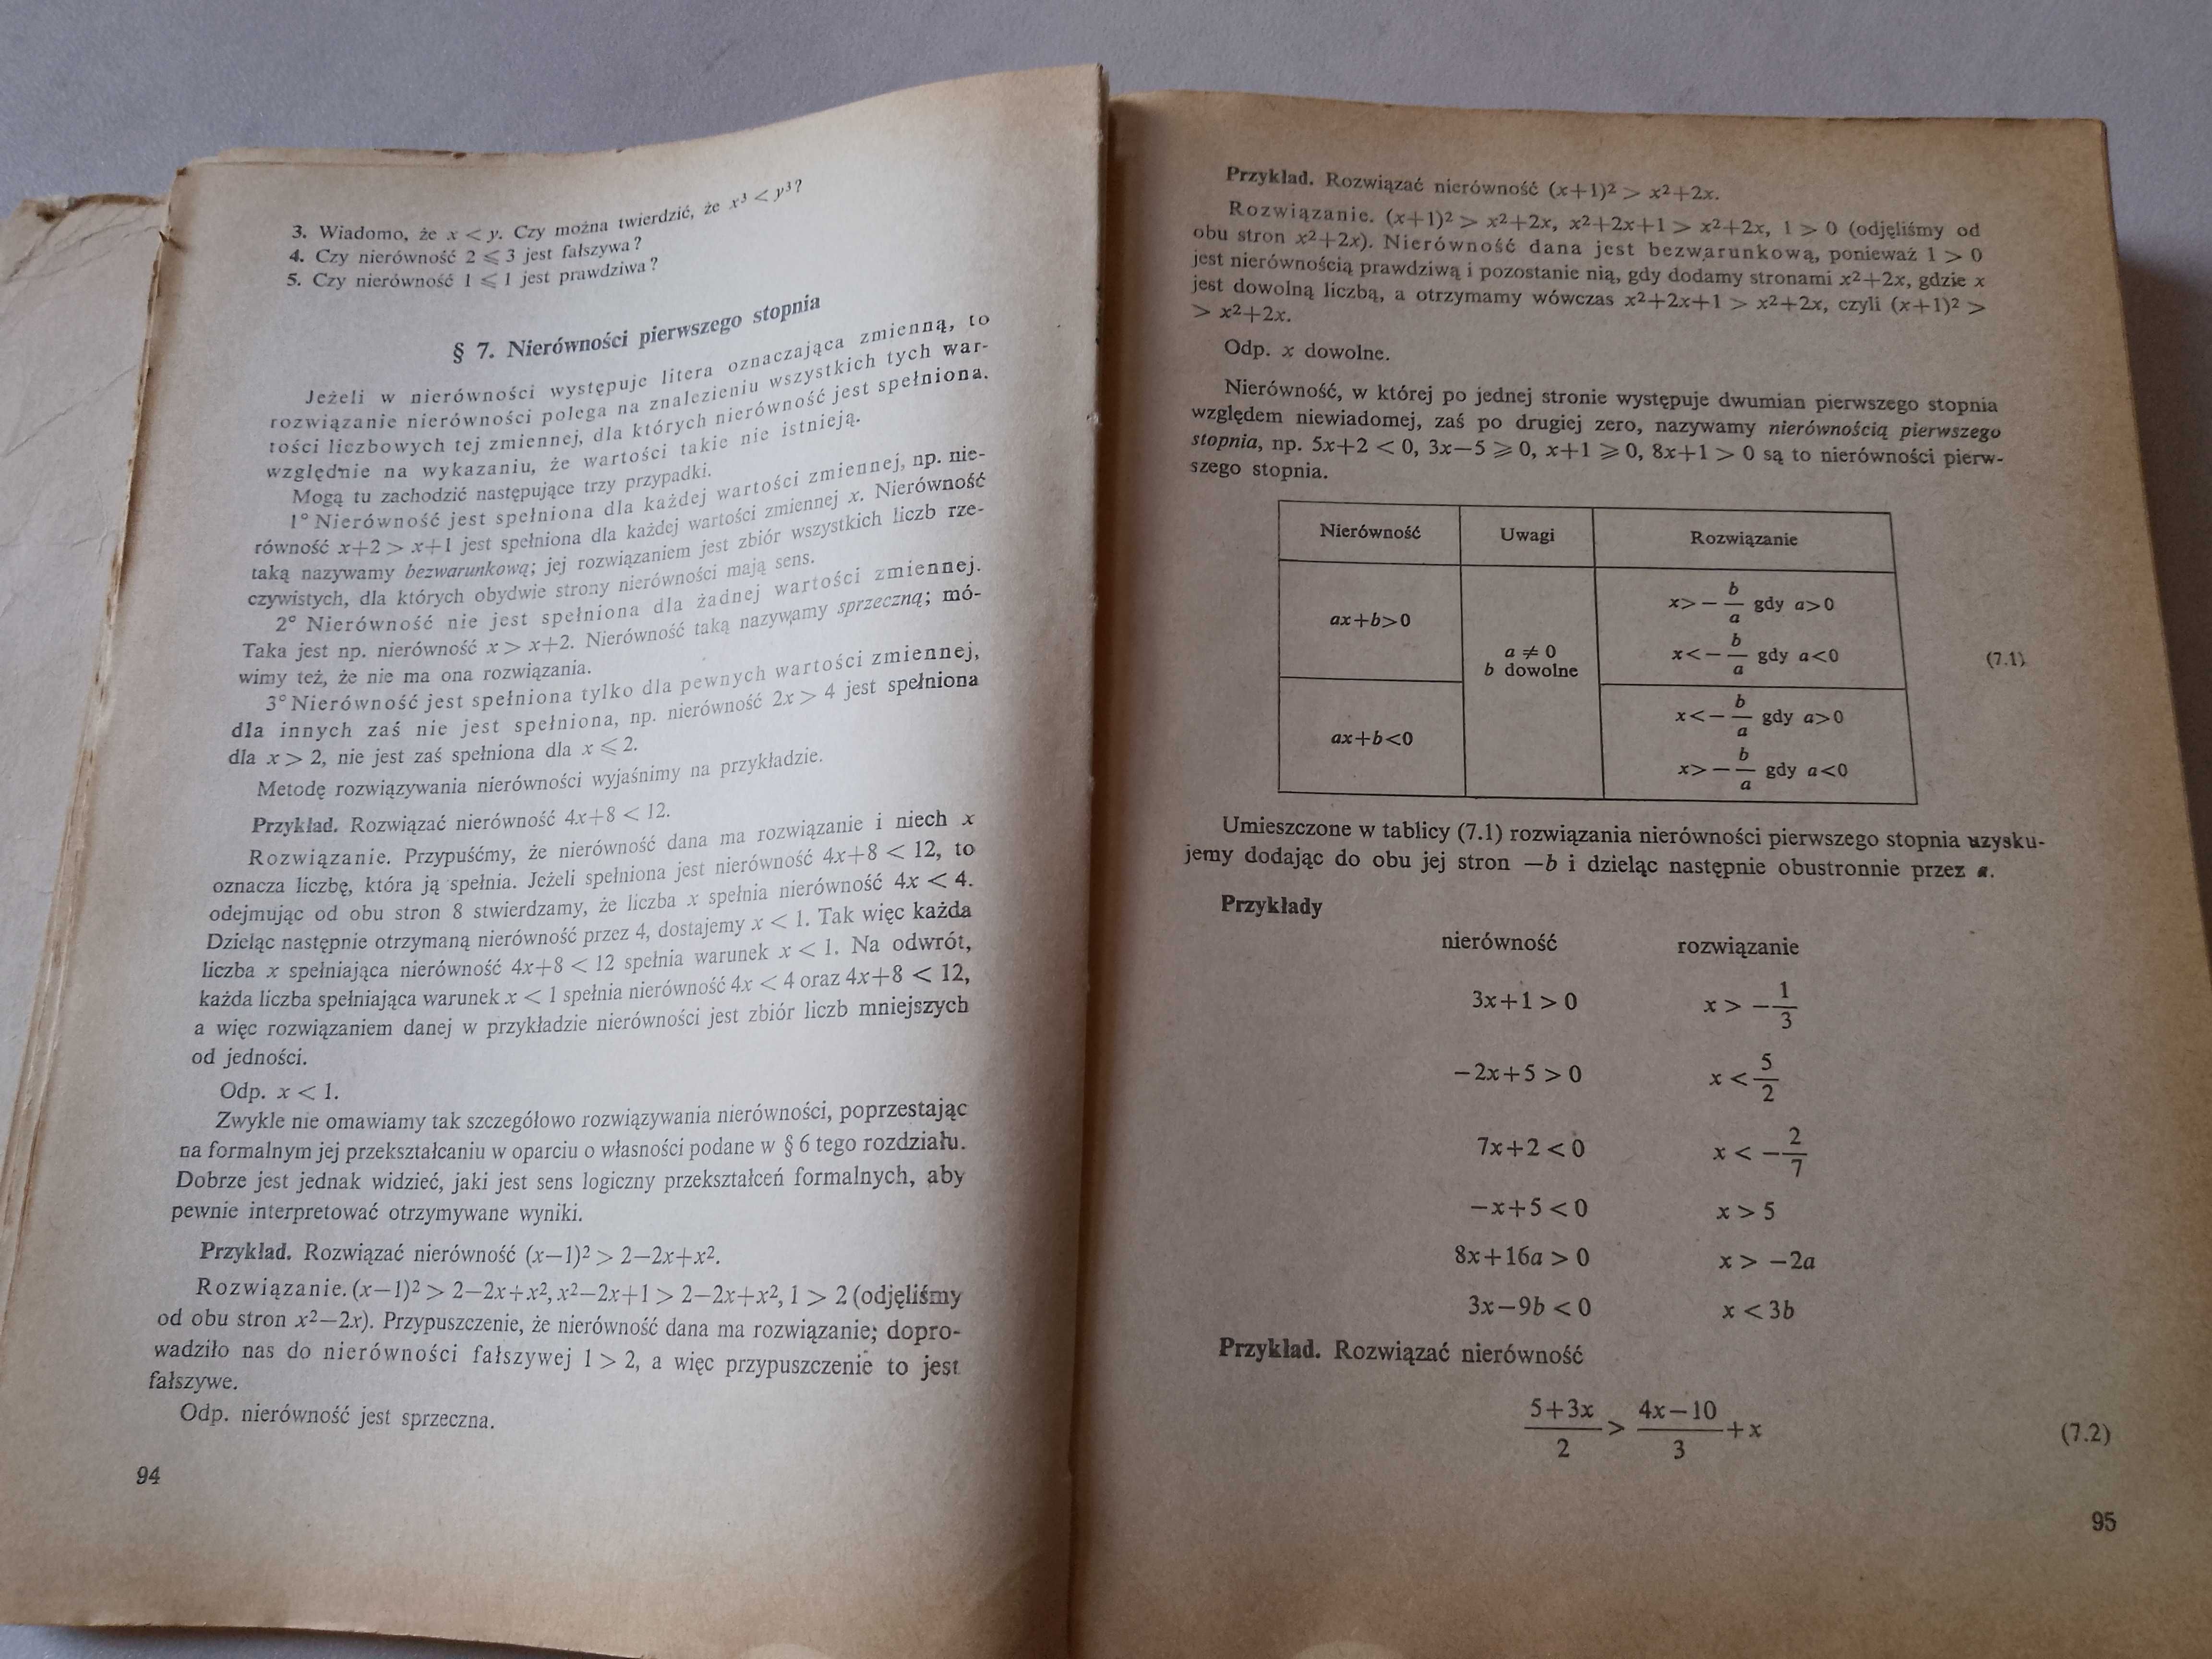 3. Wiadomo, że x < y. Czy można twierdzić, że x³ < y³?
4. Czy nierówność 2 ⩽ 3 jest fałszywa?
5. Czy nierówność 1 ⩽ 1 jest prawdziwa?
§ 7. Nierówności pierwszego stopnia
Jeżeli w nierówności występuje litera oznaczająca zmienną, to
rozwiązanie nierówności polega na znalezieniu wszystkich tych war-
tości liczbowych tej zmiennej, dla których nierówność jest spełniona,
względnie na wykazaniu, że wartości takie nie istnieją.
Mogą tu zachodzić następujące trzy przypadki.
1° Nierówność jest spełniona dla każdej wartości zmiennej, np. nie-
równość x+2 > x+1 jest spełniona dla każdej wartości zmiennej x. Nierówność
taką nazywamy bezwarunkową; jej rozwiązaniem jest zbiór wszystkich liczb rze-
czywistych, dla których obydwie strony nierówności mają sens.
2° Nierówność nie jest spełniona dla żadnej wartości zmiennej.
Taka jest np. nierówność x > x+2. Nierówność taką nazywamy sprzeczną; mó-
wimy też, że nie ma ona rozwiązania.
3° Nierówność jest spełniona tylko dla pewnych wartości zmiennej,
dla innych zaś nie jest spełniona, np. nierówność 2x > 4 jest spełniona
dla x > 2, nie jest zaś spełniona dla x ⩽ 2.
Metodę rozwiązywania nierówności wyjaśnimy na przykładzie.
Przykład. Rozwiązać nierówność 4x+8 < 12.
Rozwiązanie. Przypuśćmy, że nierówność dana ma rozwiązanie i niech x
oznacza liczbę, która ją spełnia. Jeżeli spełniona jest nierówność 4x+8 < 12, to
odejmując od obu stron 8 stwierdzamy, że liczba x spełnia nierówność 4x < 4.
Dzieląc następnie otrzymaną nierówność przez 4, dostajemy x < 1. Tak więc każda
liczba x spełniająca nierówność 4x+8 < 12 spełnia warunek x < 1. Na odwrót,
każda liczba spełniająca warunek x < 1 spełnia nierówność 4x < 4 oraz 4x+8 < 12,
a więc rozwiązaniem danej w przykładzie nierówności jest zbiór liczb mniejszych
od jedności.
Odp. x < 1.
Zwykle nie omawiamy tak szczegółowo rozwiązywania nierówności, poprzestając
na formalnym jej przekształcaniu w oparciu o własności podane w § 6 tego rozdziału.
Dobrze jest jednak widzieć, jaki jest sens logiczny przekształceń formalnych, aby
pewnie interpretować otrzymywane wyniki.
Przykład. Rozwiązać nierówność (x−1)² > 2−2x+x².
Rozwiązanie. (x−1)² > 2−2x+x², x²−2x+1 > 2−2x+x², 1 > 2 (odjęliśmy
od obu stron x²−2x). Przypuszczenie, że nierówność dana ma rozwiązanie; dopro-
wadziło nas do nierówności fałszywej 1 > 2, a więc przypuszczenie to jest
fałszywe.
Odp. nierówność jest sprzeczna.
94
Przykład. Rozwiązać nierówność (x+1)² > x²+2x.
Rozwiązanie. (x+1)² > x²+2x, x²+2x+1 > x²+2x, 1 > 0 (odjęliśmy od
obu stron x²+2x). Nierówność dana jest bezwarunkową, ponieważ 1 > 0
jest nierównością prawdziwą i pozostanie nią, gdy dodamy stronami x²+2x, gdzie x
jest dowolną liczbą, a otrzymamy wówczas x²+2x+1 > x²+2x, czyli (x+1)² >
> x²+2x.
Odp. x dowolne.
Nierówność, w której po jednej stronie występuje dwumian pierwszego stopnia
względem niewiadomej, zaś po drugiej zero, nazywamy nierównością pierwszego
stopnia, np. 5x+2 < 0, 3x−5 ⩾ 0, x+1 ⩾ 0, 8x+1 > 0 są to nierówności pierw-
szego stopnia.
Nierówność Uwagi Rozwiązanie
ax+b>0 a ≠ 0 b dowolne x>−b/a gdy a>0
x<−b/a gdy a<0 (7.1)
ax+b<0 x<−b/a gdy a>0
x>−b/a gdy a<0
Umieszczone w tablicy (7.1) rozwiązania nierówności pierwszego stopnia uzysku-
jemy dodając do obu jej stron −b i dzieląc następnie obustronnie przez a.
Przykłady
nierówność rozwiązanie
3x+1 > 0 x > −1/3
−2x+5 > 0 x < 5/2
7x+2 < 0 x < −2/7
−x+5 < 0 x > 5
8x+16a > 0 x > −2a
3x−9b < 0 x < 3b
Przykład. Rozwiązać nierówność
(5+3x)/2 > (4x−10)/3 + x (7.2)
95